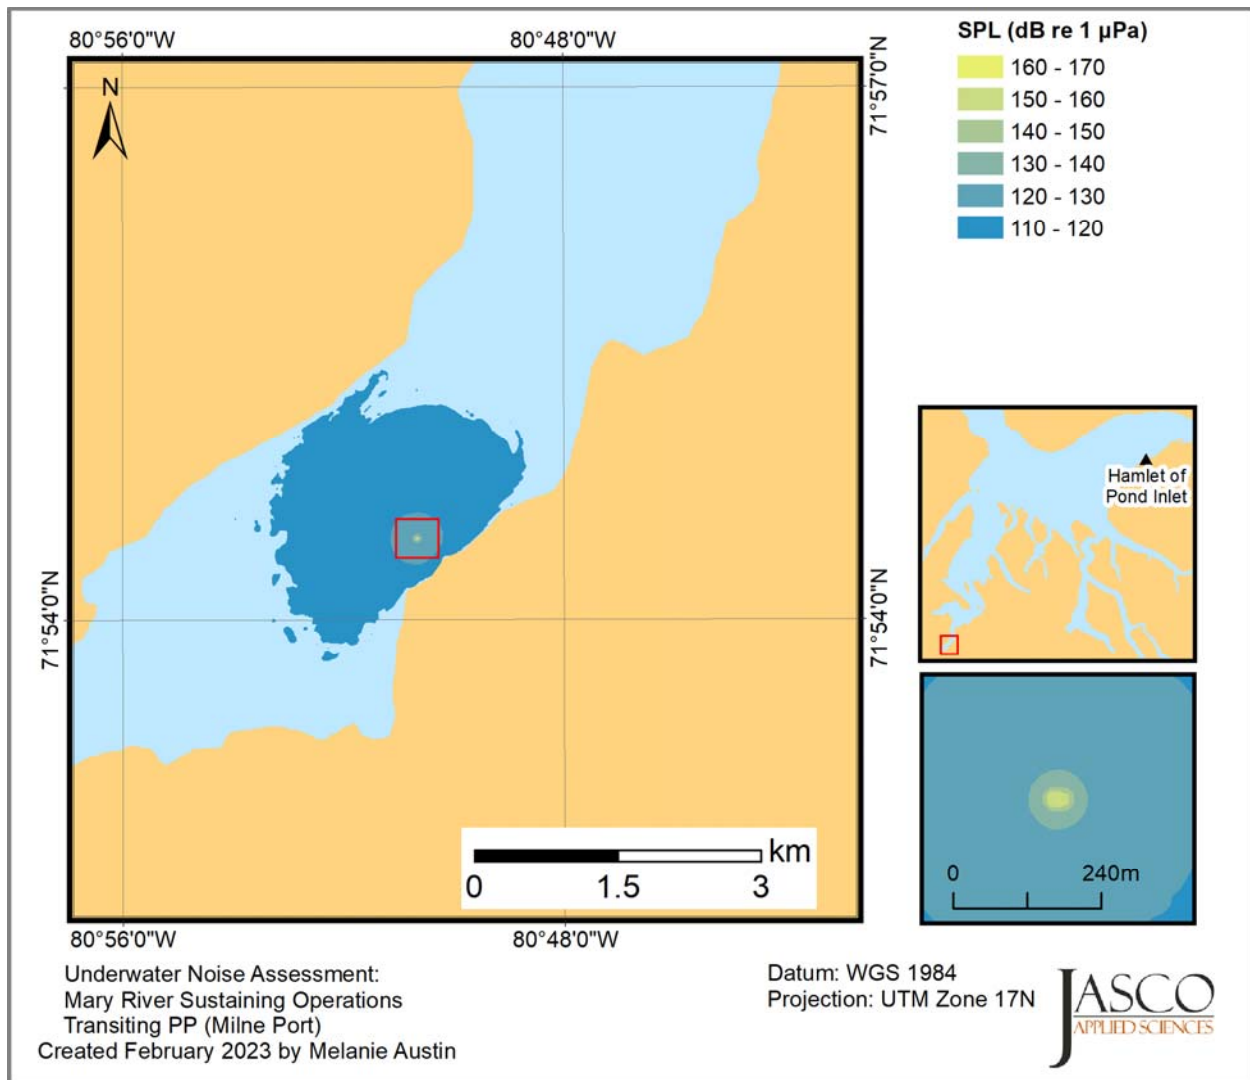 80°56'0"W
80°48'0"W
N
71°57'0"N
71°54'0"N
71°54'0"N
km
0
1.5
3
80°56'0"W
80°48'0"W
SPL (dB re 1 µPa)
160 - 170
150 - 160
140 - 150
130 - 140
120 - 130
110 - 120
Hamlet of
Pond Inlet
0
240m
Underwater Noise Assessment:
Mary River Sustaining Operations
Transiting PP (Milne Port)
Created February 2023 by Melanie Austin
Datum: WGS 1984
Projection: UTM Zone 17N
JASCO
APPLIED SCIENCES